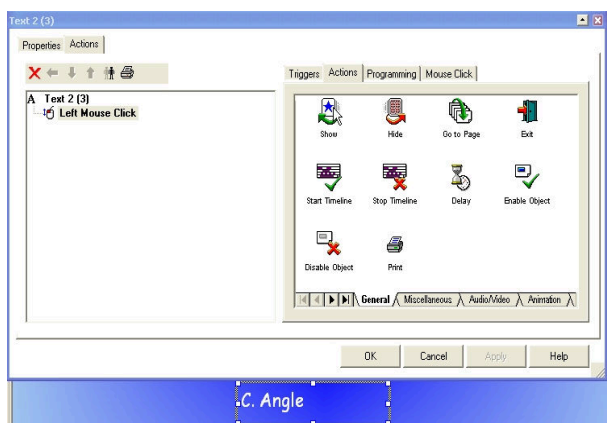 Text 2 (3)
Properties Actions
Triggers Actions Programming Mouse Click
A Text 2 (3)
Left Mouse Click
Show Hide Go to Page Exit
Start Timeline Stop Timeline Delay Enable Object
Disable Object Print
General Miscellaneous Audio/Video Animation
OK Cancel Apply Help
C. Angle